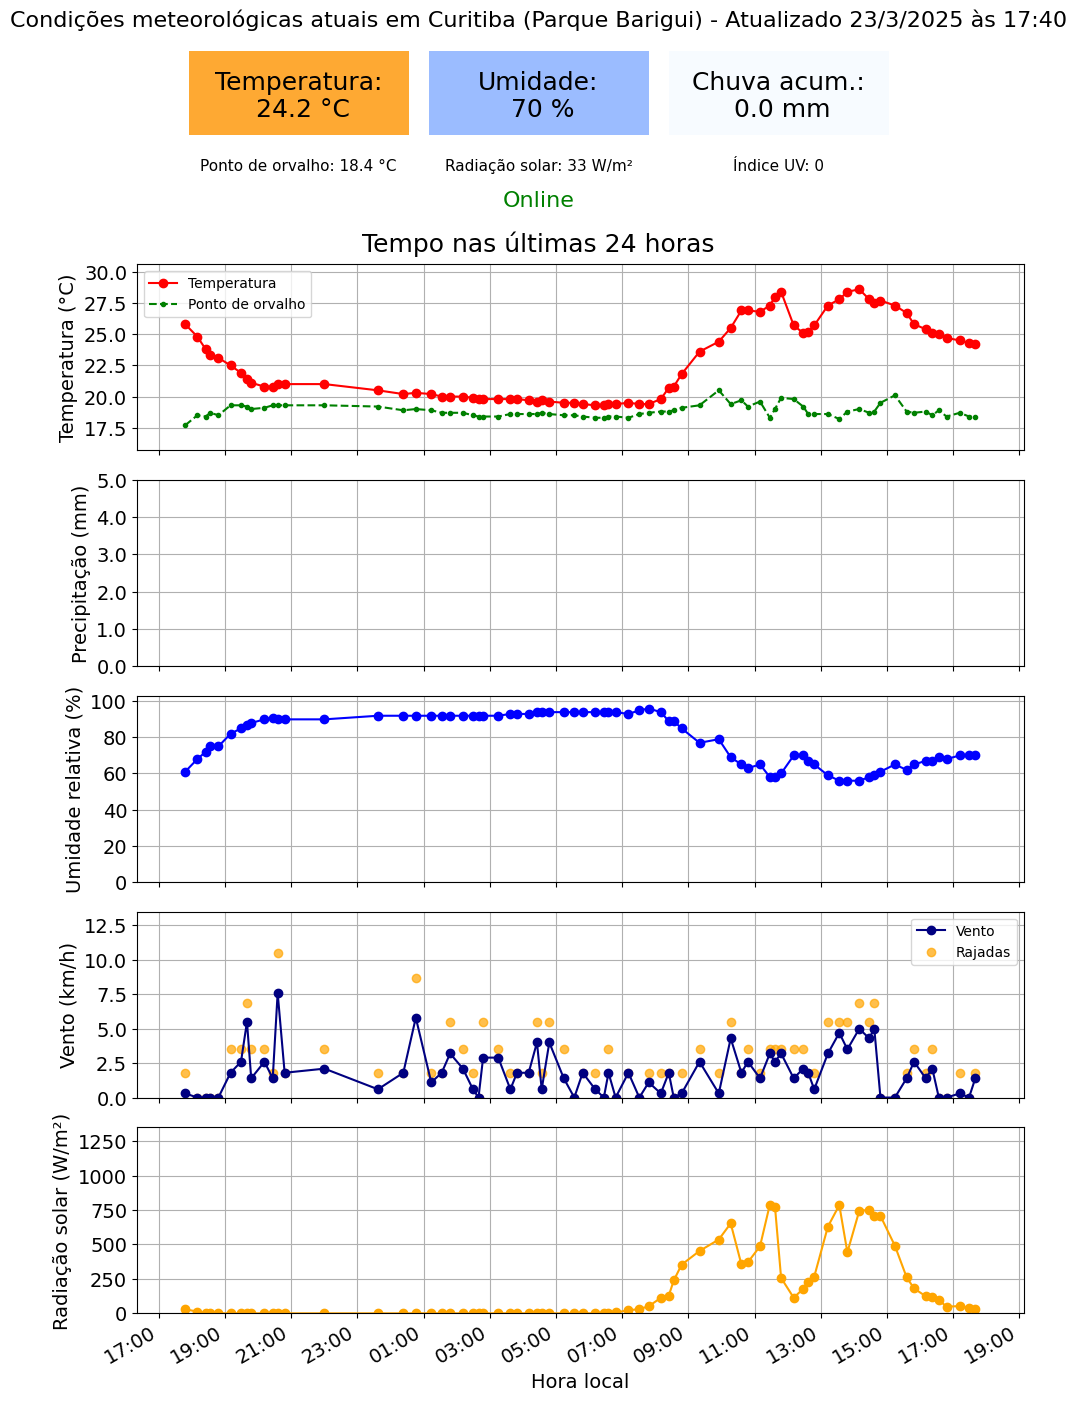 Condições meteorológicas atuais em Curitiba (Parque Barigui) - Atualizado 23/3/2025 às 17:40
Temperatura:
24.2 °C
Umidade:
70 %
Chuva acum.:
0.0 mm
Ponto de orvalho: 18.4 °C
Radiação solar: 33 W/m²
Índice UV: 0
Online
Tempo nas últimas 24 horas
Temperatura (°C)
30.0
27.5
25.0
22.5
20.0
17.5
Temperatura
Ponto de orvalho
Precipitação (mm)
5.0
4.0
3.0
2.0
1.0
0.0
Umidade relativa (%)
100
80
60
40
20
0
Vento (km/h)
12.5
10.0
7.5
5.0
2.5
0.0
Vento
Rajadas
Radiação solar (W/m²)
1250
1000
750
500
250
0
17:00
19:00
21:00
23:00
01:00
03:00
05:00
07:00
09:00
11:00
13:00
15:00
17:00
19:00
Hora local